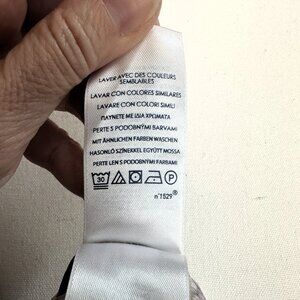 LAVER AVEC DES COULEURS
SEMBLABLES
LAVAR CON COLORES SIMILARES
LAVARE CON COLORI SIMILI
ΠΛΥΝΕΤΕ ΜΕ ΙΔΙΑ ΧΡΩΜΑΤΑ
PERTE S PODOBNÝMI BARVAMI
MIT ÄHNLICHEN FARBEN WASCHEN
HASONLÓ SZÍNEKKEL EGYÜTT MOSSA
PERTE LEN S PODOBNÝMI FARBAMI
30 P
n°1529®